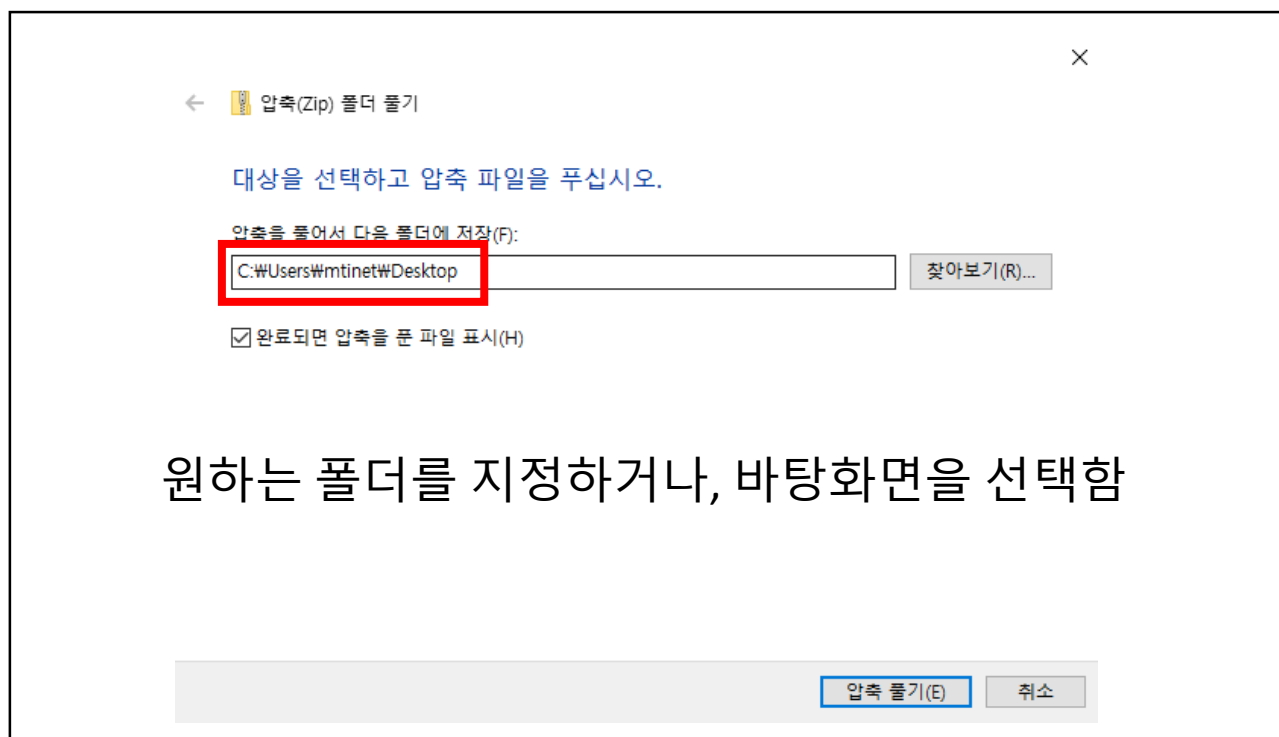 압축(Zip) 폴더 풀기
대상을 선택하고 압축 파일을 푸십시오.
압축을 풀어서 다음 폴더에 저장(F):
C:₩Users₩mtinet₩Desktop
찾아보기(R)...
완료되면 압축을 푼 파일 표시(H)
원하는 폴더를 지정하거나, 바탕화면을 선택함
압축 풀기(E)
취소